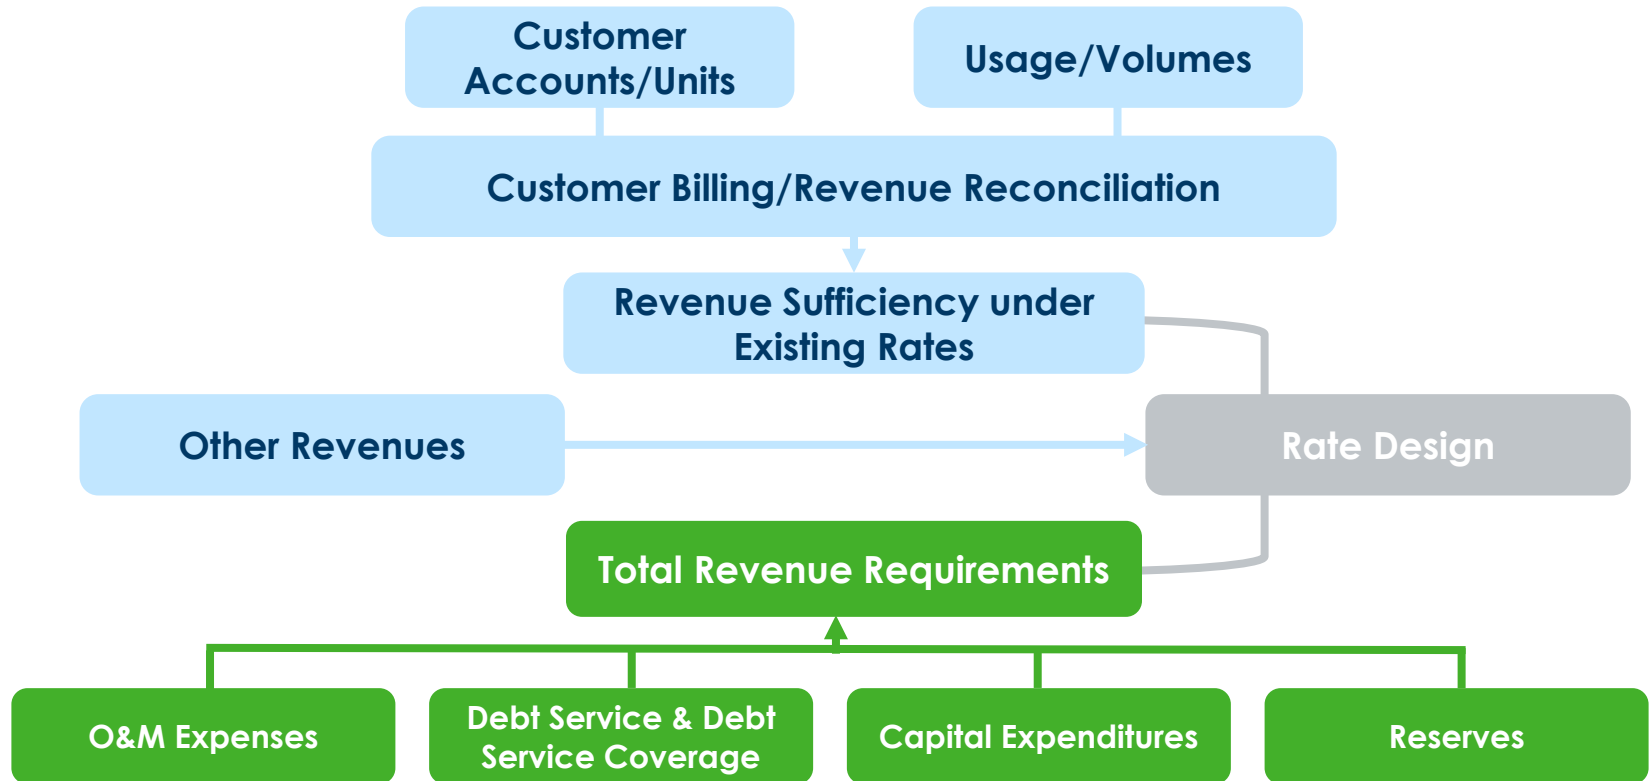 Customer
Accounts/Units
Usage/Volumes
Customer Billing/Revenue Reconciliation
Revenue Sufficiency under
Existing Rates
Other Revenues
Rate Design
Total Revenue Requirements
O&M Expenses
Debt Service & Debt
Service Coverage
Capital Expenditures
Reserves